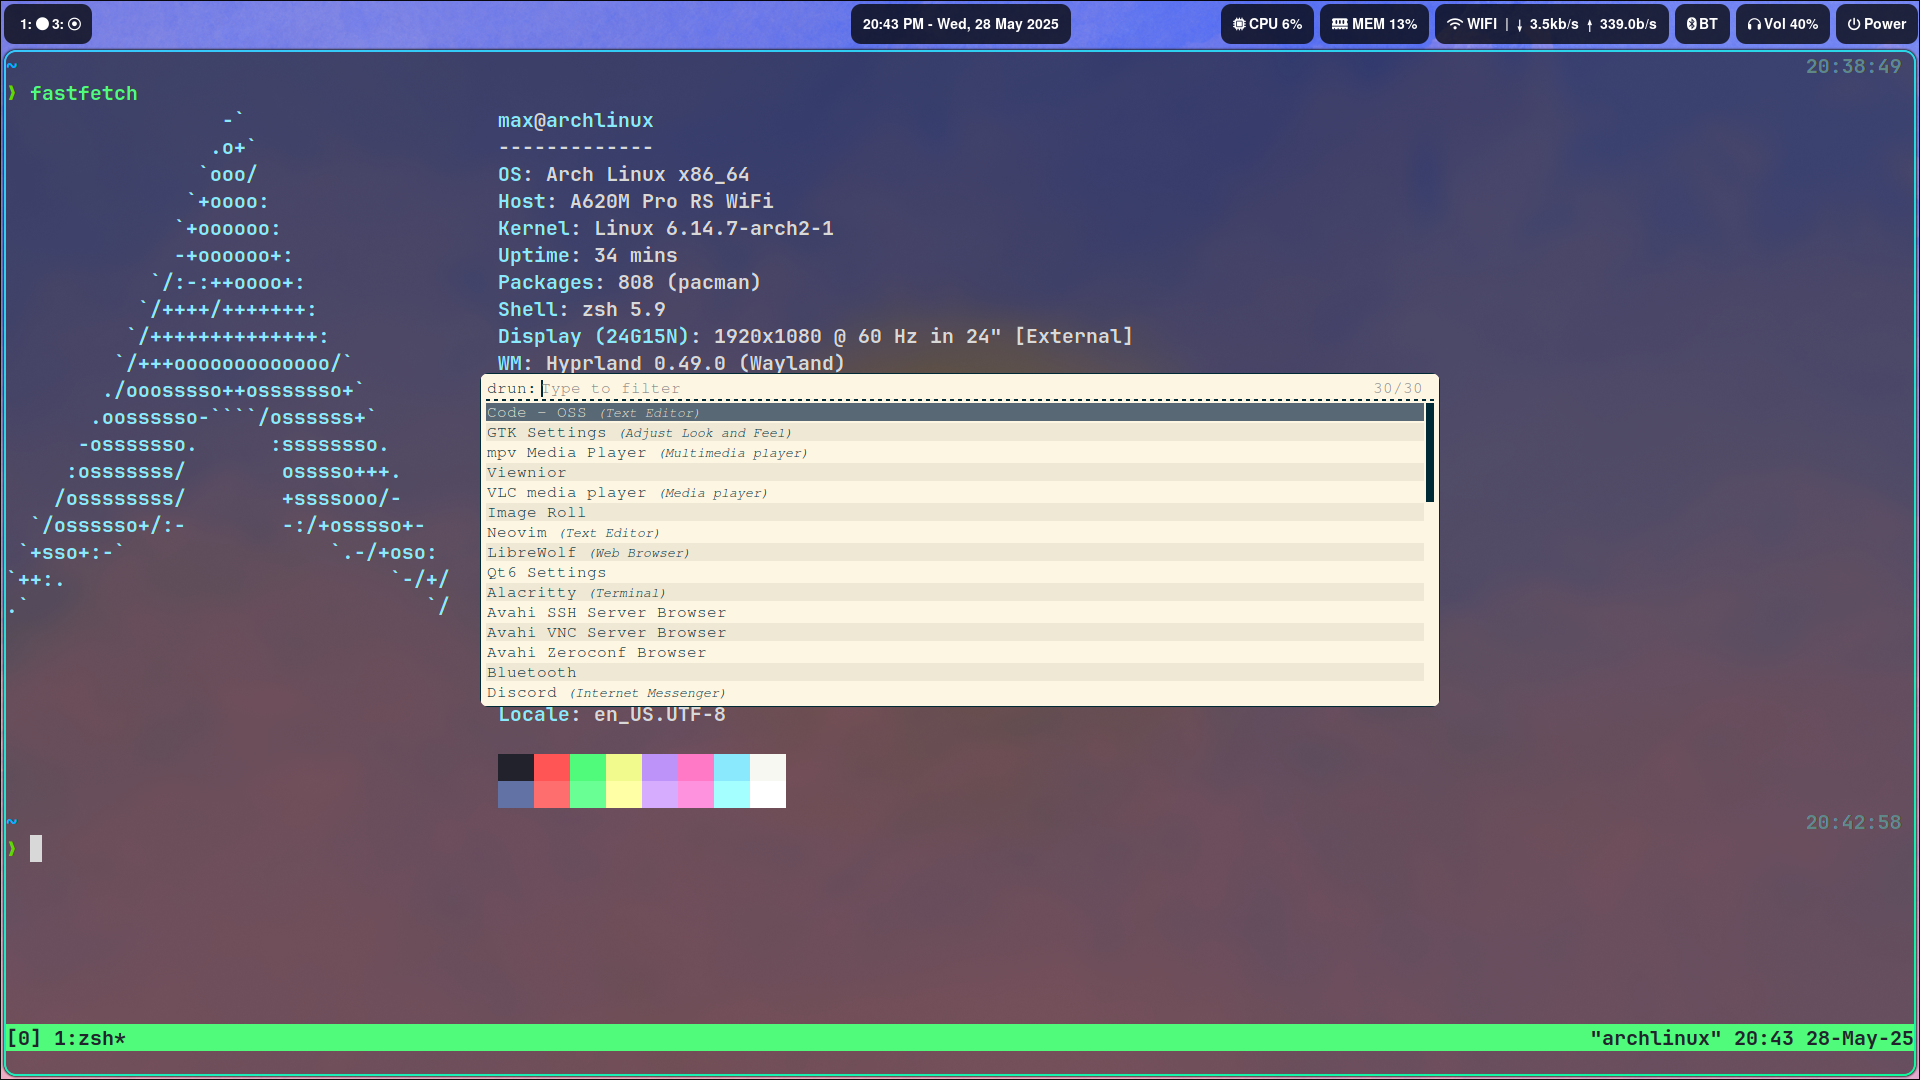 1: 3:
20:43 PM - Wed, 28 May 2025
CPU 6%
MEM 13%
WIFI | 3.5kb/s 339.0b/s
BT
Vol 40%
Power
~ 20:38:49
❯ fastfetch
-`
.o+`
`ooo/
`+oooo:
`+oooooo:
-+oooooo+:
`/:-:++oooo+:
`/++++/+++++++:
`/++++++++++++++:
`/+++ooooooooooooo/`
./ooosssso++osssssso+`
.oossssso-````/ossssss+`
-osssssso. :ssssssso.
:osssssss/ osssso+++.
/ossssssss/ +ssssooo/-
`/ossssso+/:- -:/+osssso+-
`+sso+:-` `.-/+oso:
`++:. `-/+/
.` `/
max@archlinux
-------------
OS: Arch Linux x86_64
Host: A620M Pro RS WiFi
Kernel: Linux 6.14.7-arch2-1
Uptime: 34 mins
Packages: 808 (pacman)
Shell: zsh 5.9
Display (24G15N): 1920x1080 @ 60 Hz in 24" [External]
WM: Hyprland 0.49.0 (Wayland)
drun: Type to filter 30/30
Code - OSS (Text Editor)
GTK Settings (Adjust Look and Feel)
mpv Media Player (Multimedia player)
Viewnior
VLC media player (Media player)
Image Roll
Neovim (Text Editor)
LibreWolf (Web Browser)
Qt6 Settings
Alacritty (Terminal)
Avahi SSH Server Browser
Avahi VNC Server Browser
Avahi Zeroconf Browser
Bluetooth
Discord (Internet Messenger)
Locale: en_US.UTF-8
~ 20:42:58
❯
[0] 1:zsh* "archlinux" 20:43 28-May-25